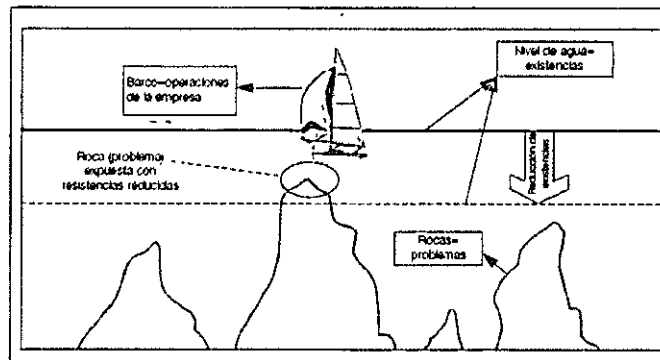 Nivel de agua=
existencias
Barco=operaciones
de la empresa
Roca (problema)
expuesta con
resistencias reducidas
Reducción de
existencias
Rocas=
problemas